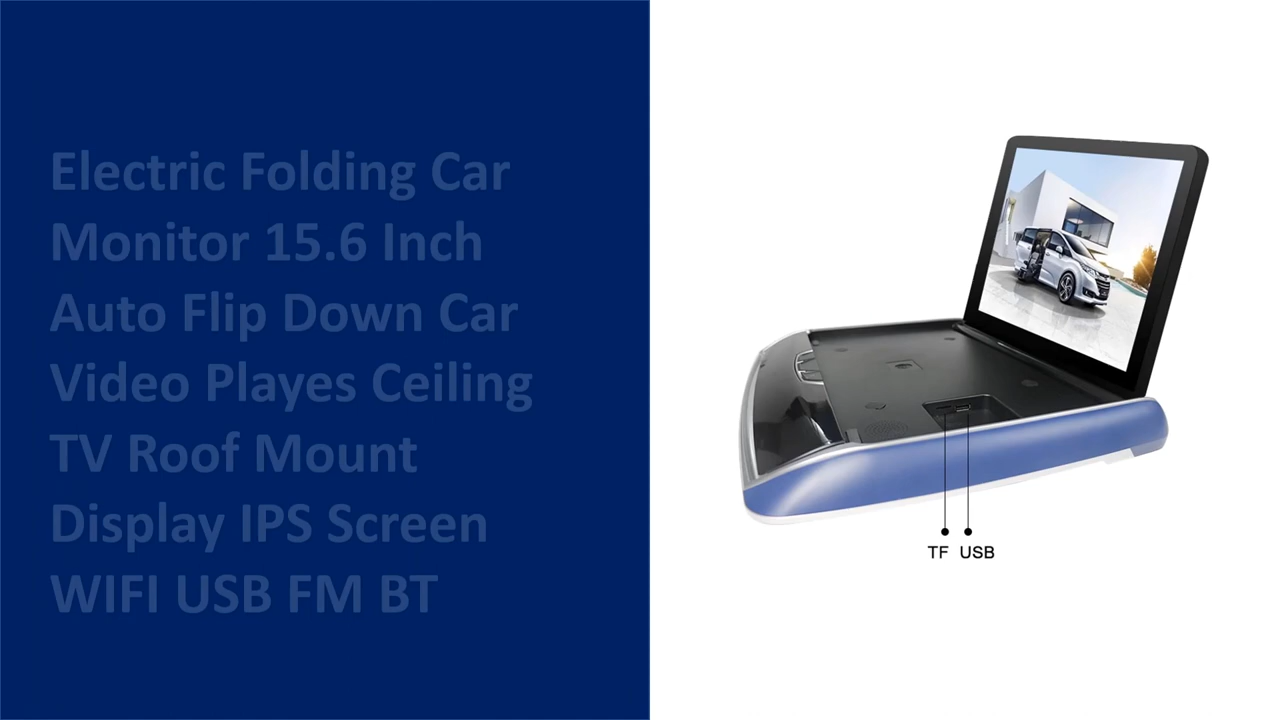 Electric Folding Car
Monitor 15.6 Inch
Auto Flip Down Car
Video Playes Ceiling
TV Roof Mount
Display IPS Screen
WIFI USB FM BT
TF USB